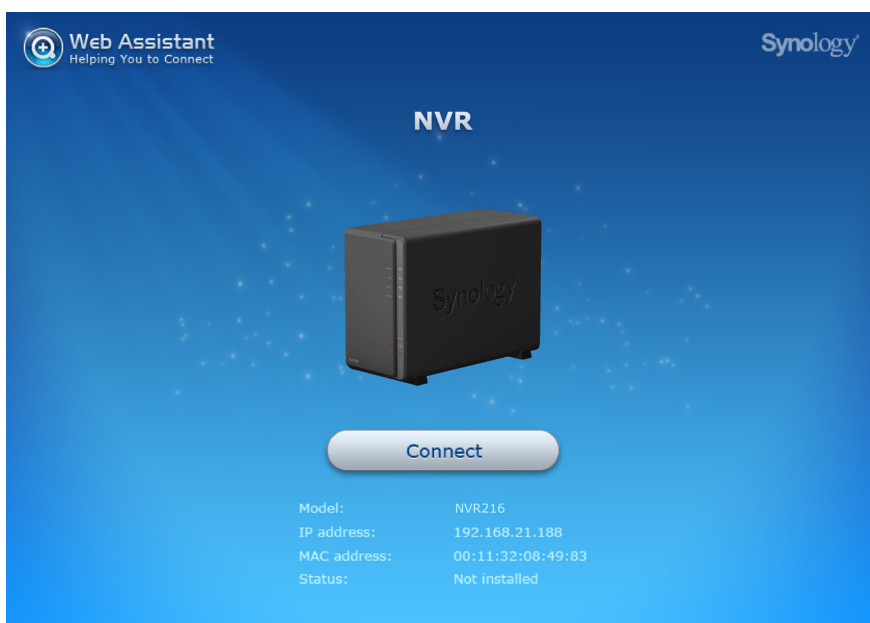 Web Assistant
Helping You to Connect
Synology
NVR
Synology
Connect
Model: NVR216
IP address: 192.168.21.188
MAC address: 00:11:32:08:49:83
Status: Not installed